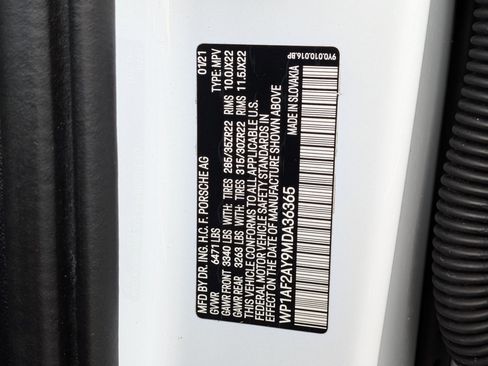 MFD BY DR. ING. H.C. F. PORSCHE AG 01/21
GVWR 6471 LBS TYPE: MPV
GAWR FRONT 3340 LBS WITH: TIRES 285/35ZR22 RIMS 10.0JX22
GAWR REAR 3263 LBS WITH: TIRES 315/30ZR22 RIMS 11.5JX22
THIS VEHICLE CONFORMS TO ALL APPLICABLE U.S.
FEDERAL MOTOR VEHICLE SAFETY STANDARDS IN
EFFECT ON THE DATE OF MANUFACTURE SHOWN ABOVE
WP1AF2AY9MDA36365 MADE IN SLOVAKIA
9Y0.010.016.BP